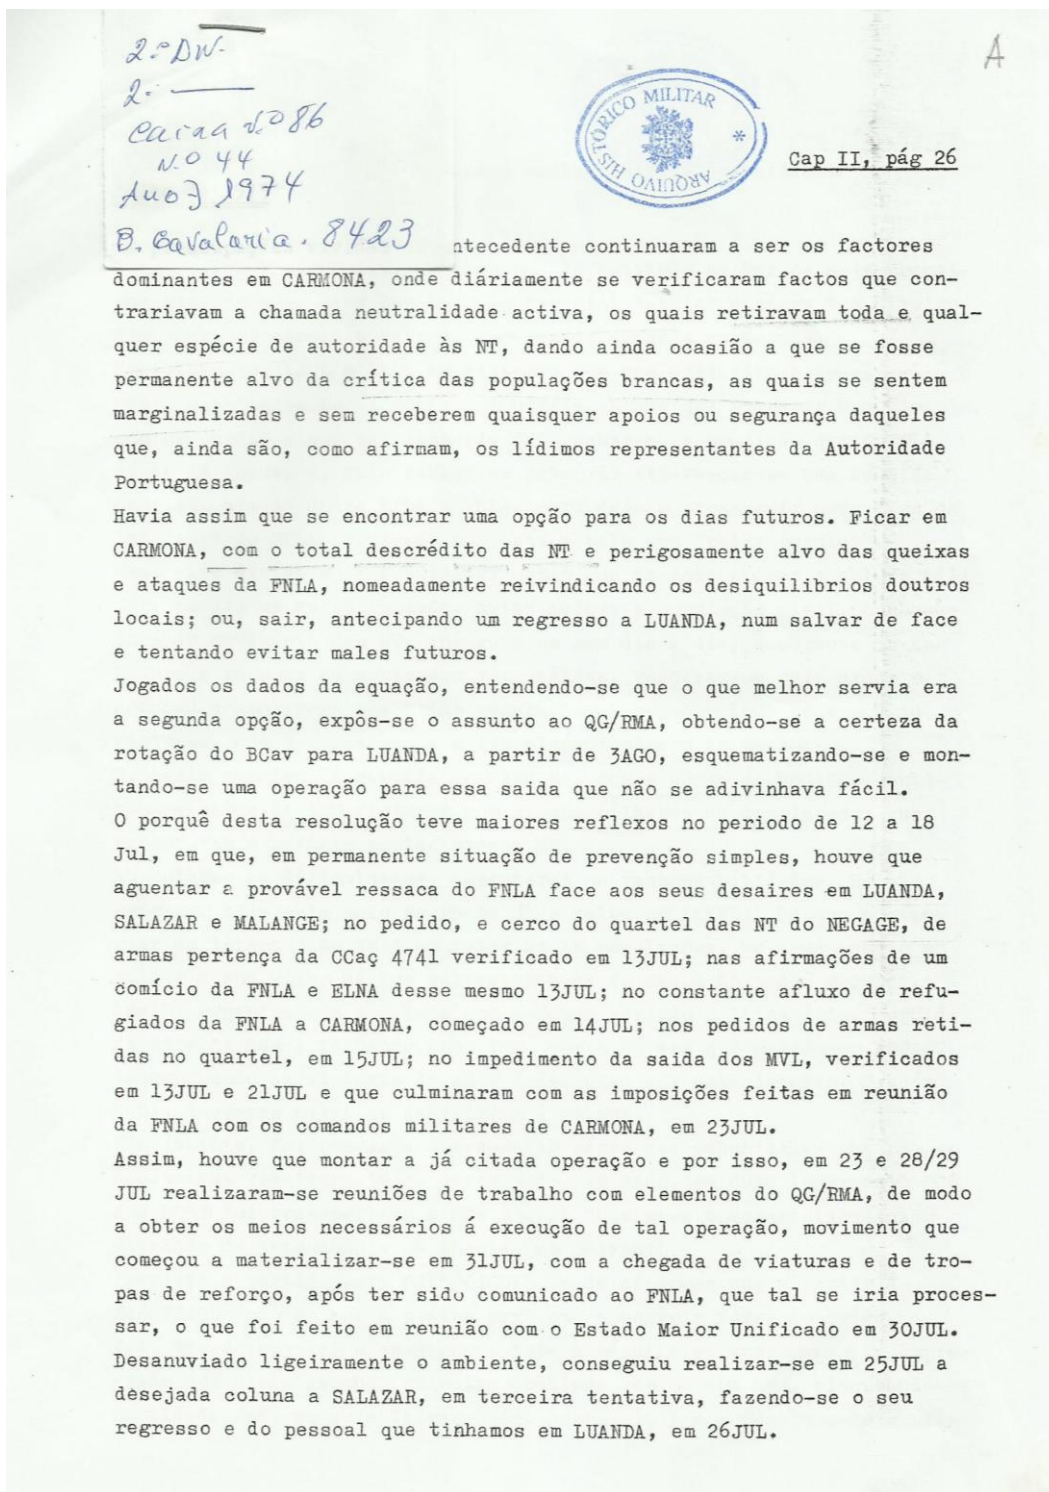 2.º DIV-
A
2.ª ——
Caixa N.º 86
N.º 44
Ano} 1974
B. Cavalaria. 8423
ARQUIVO HISTÓRICO MILITAR *
Cap II, pág 26
ntecedente continuaram a ser os factores
dominantes em CARMONA, onde diáriamente se verificaram factos que con-
trariavam a chamada neutralidade activa, os quais retiravam toda e qual-
quer espécie de autoridade às NT, dando ainda ocasião a que se fosse
permanente alvo da crítica das populações brancas, as quais se sentem
marginalizadas e sem receberem quaisquer apoios ou segurança daqueles
que, ainda são, como afirmam, os lídimos representantes da Autoridade
Portuguesa.
Havia assim que se encontrar uma opção para os dias futuros. Ficar em
CARMONA, com o total descrédito das NT e perigosamente alvo das queixas
e ataques da FNLA, nomeadamente reivindicando os desiquilibrios doutros
locais; ou, sair, antecipando um regresso a LUANDA, num salvar de face
e tentando evitar males futuros.
Jogados os dados da equação, entendendo-se que o que melhor servia era
a segunda opção, expôs-se o assunto ao QG/RMA, obtendo-se a certeza da
rotação do BCav para LUANDA, a partir de 3AGO, esquematizando-se e mon-
tando-se uma operação para essa saida que não se adivinhava fácil.
O porquê desta resolução teve maiores reflexos no periodo de 12 a 18
Jul, em que, em permanente situação de prevenção simples, houve que
aguentar a provável ressaca do FNLA face aos seus desaires em LUANDA,
SALAZAR e MALANGE; no pedido, e cerco do quartel das NT do NEGAGE, de
armas pertença da CCaç 4741 verificado em 13JUL; nas afirmações de um
comício da FNLA e ELNA desse mesmo 13JUL; no constante afluxo de refu-
giados da FNLA a CARMONA, começado em 14JUL; nos pedidos de armas reti-
das no quartel, em 15JUL; no impedimento da saida dos MVL, verificados
em 13JUL e 21JUL e que culminaram com as imposições feitas em reunião
da FNLA com os comandos militares de CARMONA, em 23JUL.
Assim, houve que montar a já citada operação e por isso, em 23 e 28/29
JUL realizaram-se reuniões de trabalho com elementos do QG/RMA, de modo
a obter os meios necessários á execução de tal operação, movimento que
começou a materializar-se em 31JUL, com a chegada de viaturas e de tro-
pas de reforço, após ter sido comunicado ao FNLA, que tal se iria proces-
sar, o que foi feito em reunião com o Estado Maior Unificado em 30JUL.
Desanuviado ligeiramente o ambiente, conseguiu realizar-se em 25JUL a
desejada coluna a SALAZAR, em terceira tentativa, fazendo-se o seu
regresso e do pessoal que tinhamos em LUANDA, em 26JUL.